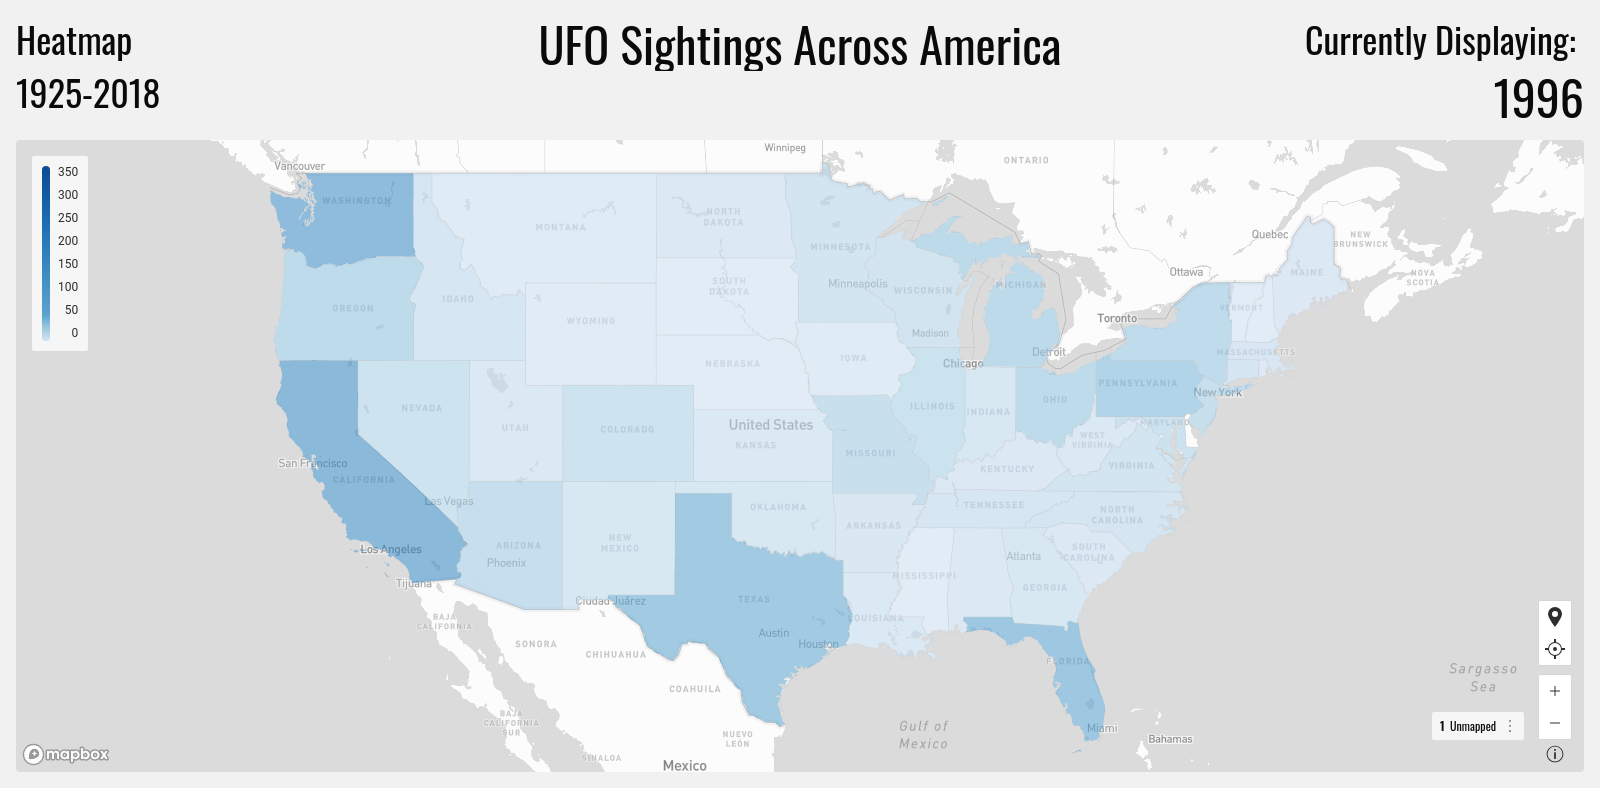 Heatmap
1925-2018
UFO Sightings Across America
Currently Displaying:
1996
350
300
250
200
150
100
50
0
Vancouver
Winnipeg
ONTARIO
WASHINGTON
MONTANA
NORTH
DAKOTA
MINNESOTA
Quebec
NEW
BRUNSWICK
MAINE
Ottawa
NOVA
SCOTIA
OREGON
IDAHO
SOUTH
DAKOTA
Minneapolis
WISCONSIN
MICHIGAN
WYOMING
Madison
Toronto
VERMONT
NEBRASKA
IOWA
Chicago
Detroit
MASSACHUSETTS
NEVADA
UTAH
COLORADO
United States
KANSAS
ILLINOIS
INDIANA
OHIO
PENNSYLVANIA
New York
MARYLAND
WEST
VIRGINIA
San Francisco
CALIFORNIA
MISSOURI
KENTUCKY
VIRGINIA
Las Vegas
OKLAHOMA
TENNESSEE
NORTH
CAROLINA
Los Angeles
ARIZONA
Phoenix
NEW
MEXICO
ARKANSAS
Atlanta
SOUTH
CAROLINA
Tijuana
MISSISSIPPI
GEORGIA
Ciudad Juárez
TEXAS
LOUISIANA
BAJA
CALIFORNIA
SONORA
CHIHUAHUA
Austin
Houston
FLORIDA
Sargasso
Sea
COAHUILA
BAJA
CALIFORNIA
SUR
NUEVO
LEÓN
Gulf of
Mexico
Miami
Bahamas
1 Unmapped
SINALOA
Mexico
mapbox